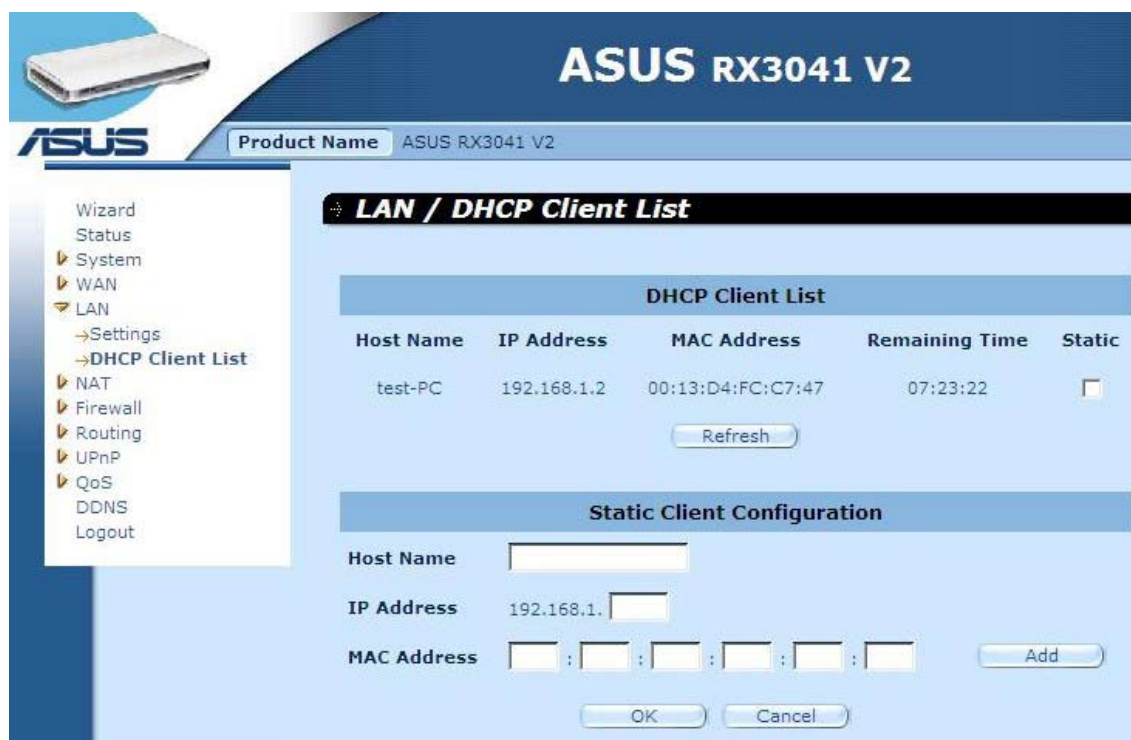 ASUS RX3041 V2
ASUS
Product Name ASUS RX3041 V2
Wizard
Status
System
WAN
LAN
→Settings
→DHCP Client List
NAT
Firewall
Routing
UPnP
QoS
DDNS
Logout
LAN / DHCP Client List
DHCP Client List
Host Name IP Address MAC Address Remaining Time Static
test-PC 192.168.1.2 00:13:D4:FC:C7:47 07:23:22
Refresh
Static Client Configuration
Host Name
IP Address 192.168.1.
MAC Address : : : : : Add
OK Cancel